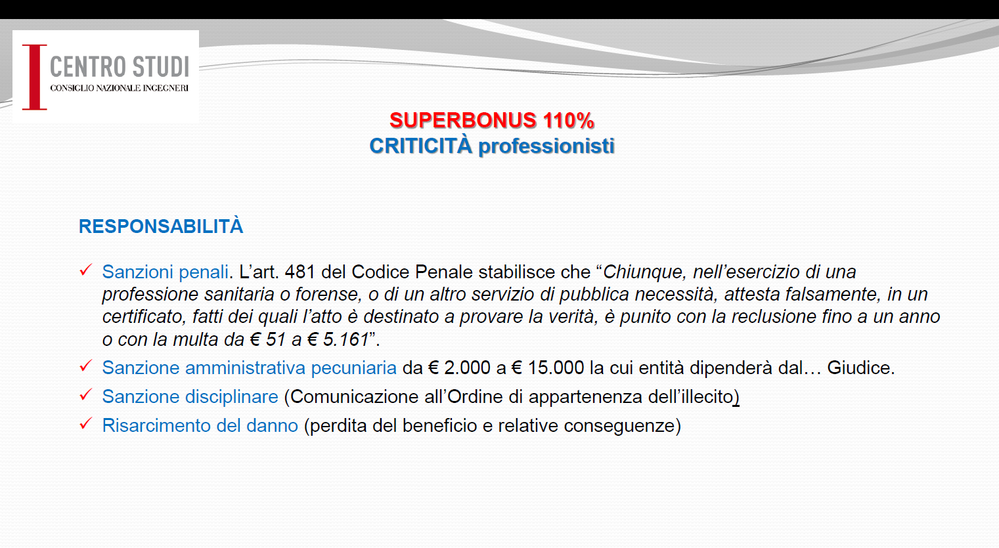 CENTRO STUDI
CONSIGLIO NAZIONALE INGEGNERI
SUPERBONUS 110%
CRITICITÀ professionisti
RESPONSABILITÀ
Sanzioni penali. L’art. 481 del Codice Penale stabilisce che “Chiunque, nell’esercizio di una
professione sanitaria o forense, o di un altro servizio di pubblica necessità, attesta falsamente, in un
certificato, fatti dei quali l’atto è destinato a provare la verità, è punito con la reclusione fino a un anno
o con la multa da € 51 a € 5.161”.
Sanzione amministrativa pecuniaria da € 2.000 a € 15.000 la cui entità dipenderà dal… Giudice.
Sanzione disciplinare (Comunicazione all’Ordine di appartenenza dell’illecito)
Risarcimento del danno (perdita del beneficio e relative conseguenze)